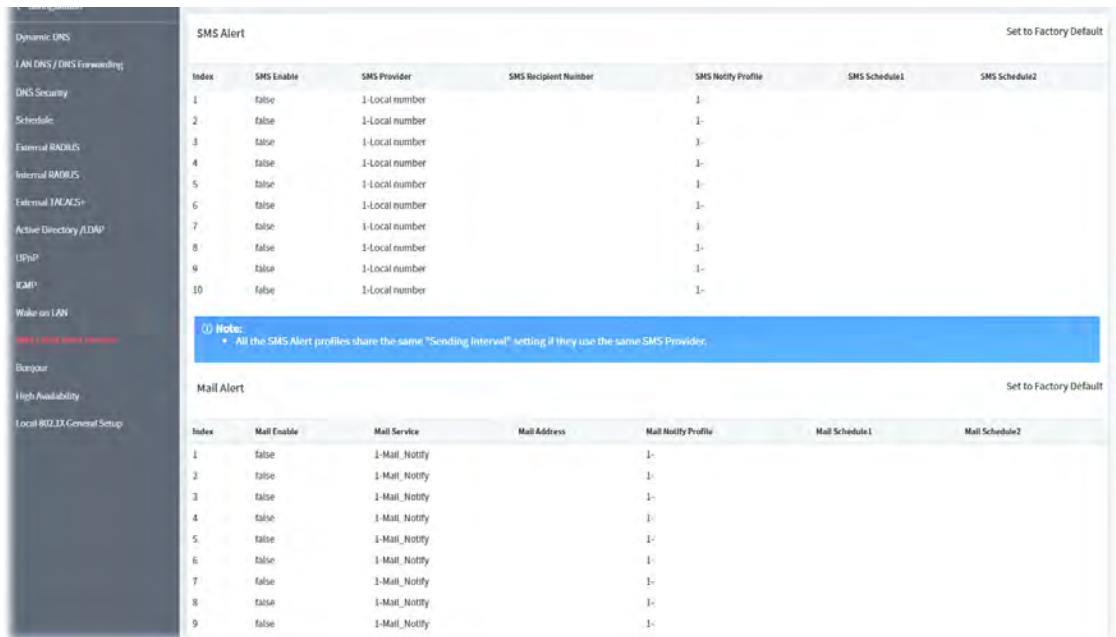 Configuration
Dynamic DNS
LAN DNS / DNS Forwarding
DNS Security
Schedule
External RADIUS
Internal RADIUS
External TACACS+
Active Directory /LDAP
UPnP
IGMP
Wake on LAN
Bonjour
High Availability
Local 802.1X General Setup
SMS Alert Set to Factory Default
Index SMS Enable SMS Provider SMS Recipient Number SMS Notify Profile SMS Schedule1 SMS Schedule2
1 false 1-Local number 1-
2 false 1-Local number 1-
3 false 1-Local number 1-
4 false 1-Local number 1-
5 false 1-Local number 1-
6 false 1-Local number 1-
7 false 1-Local number 1-
8 false 1-Local number 1-
9 false 1-Local number 1-
10 false 1-Local number 1-
Note:
• All the SMS Alert profiles share the same "Sending Interval" setting if they use the same SMS Provider.
Mail Alert Set to Factory Default
Index Mail Enable Mail Service Mail Address Mail Notify Profile Mail Schedule1 Mail Schedule2
1 false 1-Mail_Notify 1-
2 false 1-Mail_Notify 1-
3 false 1-Mail_Notify 1-
4 false 1-Mail_Notify 1-
5 false 1-Mail_Notify 1-
6 false 1-Mail_Notify 1-
7 false 1-Mail_Notify 1-
8 false 1-Mail_Notify 1-
9 false 1-Mail_Notify 1-